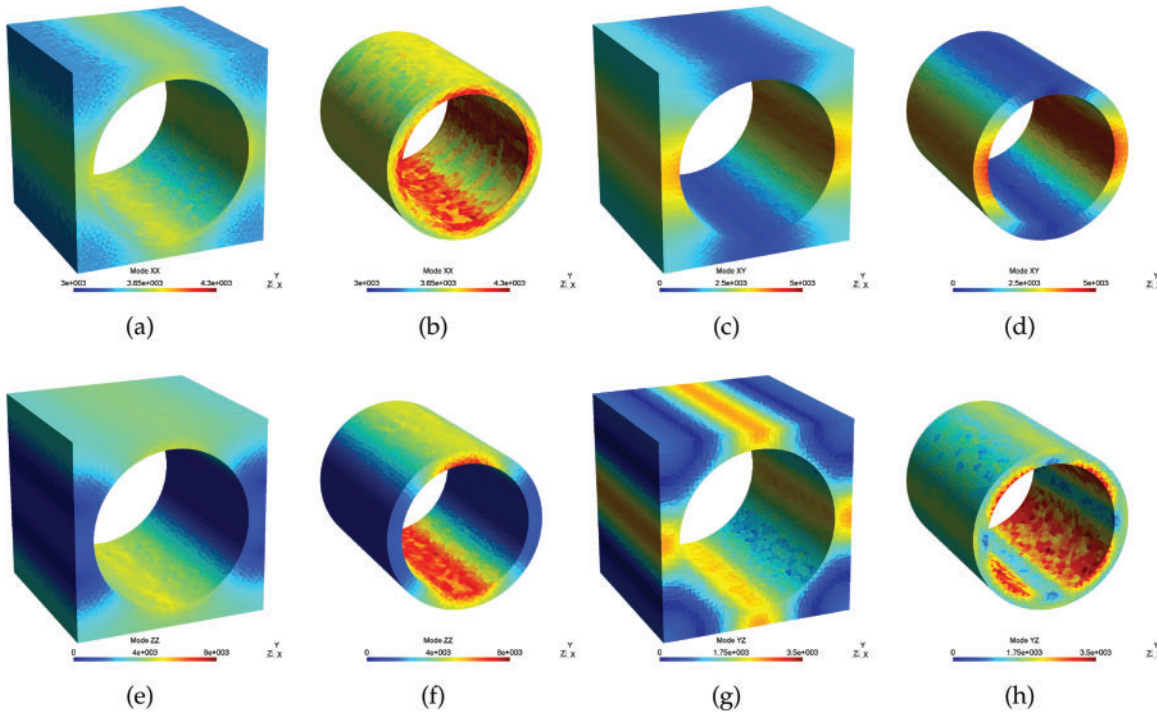 Mode XX
3e+003 3.65e+003 4.3e+003
Y
Z X
(a)
Mode XX
3e+003 3.65e+003 4.3e+003
Y
Z X
(b)
Mode XY
0 2.5e+003 5e+003
Y
Z X
(c)
Mode XY
0 2.5e+003 5e+003
Y
Z X
(d)
Mode ZZ
0 4e+003 8e+003
Y
Z X
(e)
Mode ZZ
0 4e+003 8e+003
Y
Z X
(f)
Mode YZ
0 1.75e+003 3.5e+003
Y
Z X
(g)
Mode YZ
0 1.75e+003 3.5e+003
Y
Z X
(h)